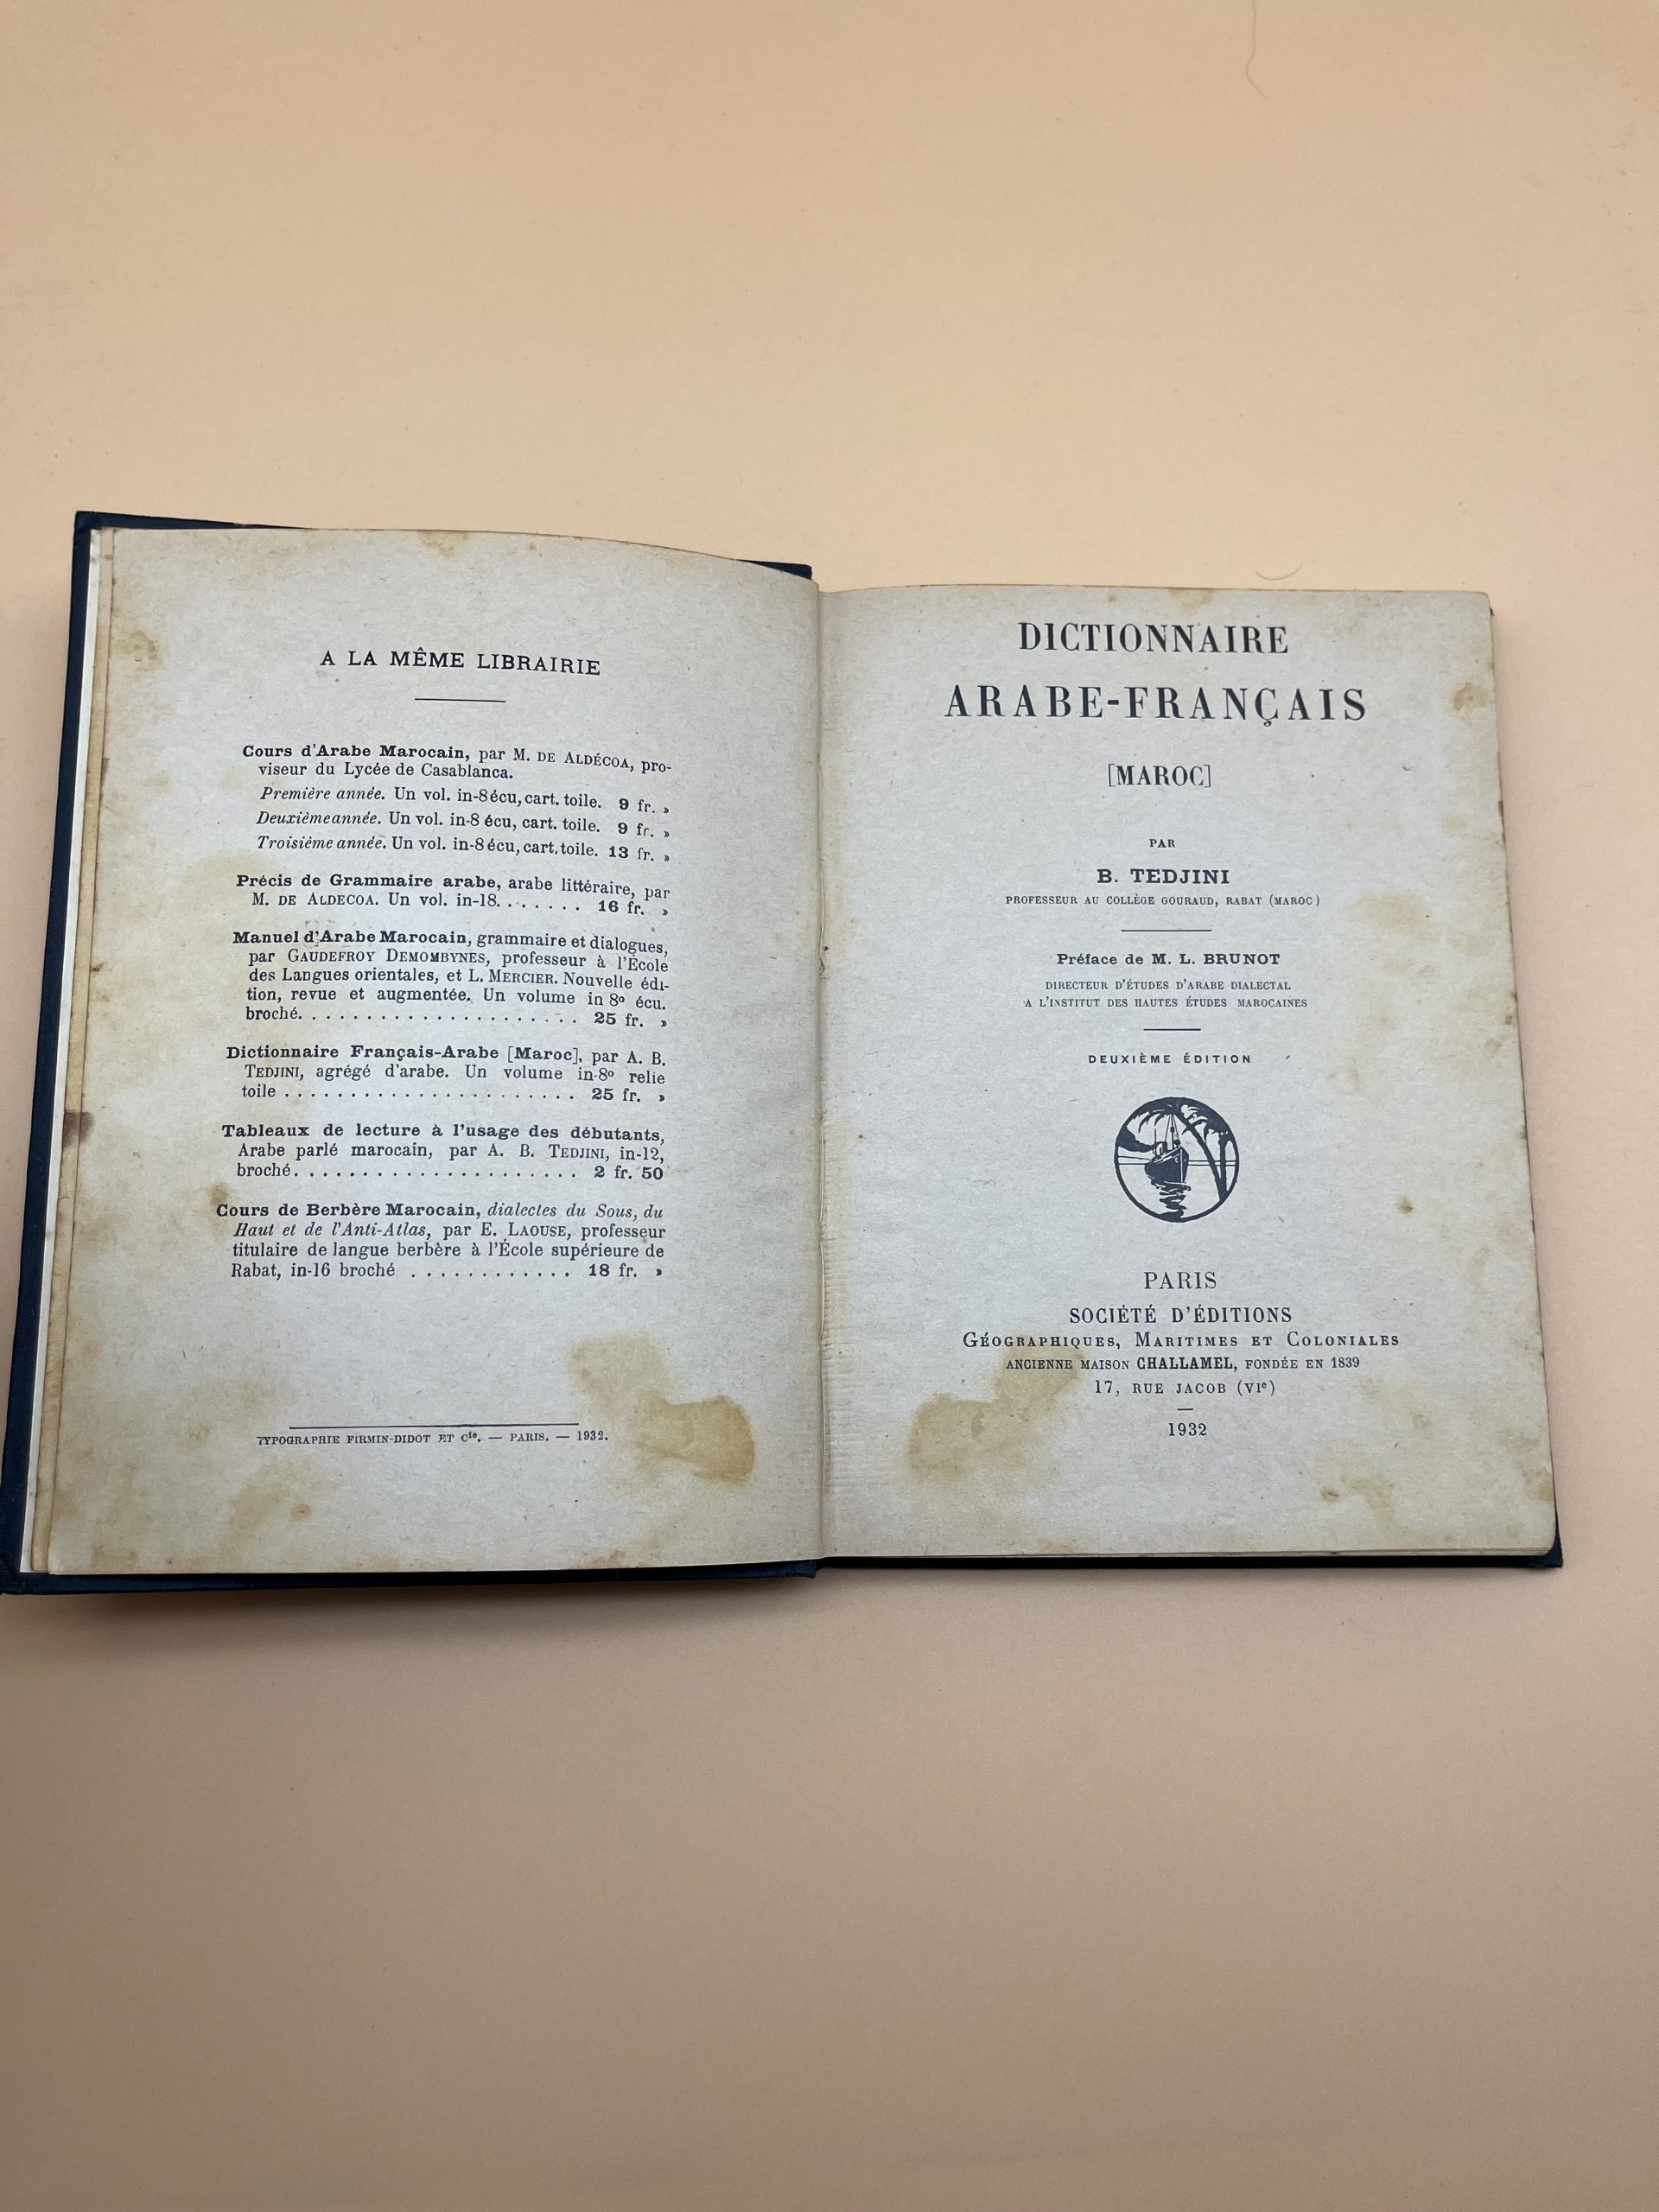 A LA MÊME LIBRAIRIE
Cours d'Arabe Marocain, par M. DE ALDÉCOA, pro-
viseur du Lycée de Casablanca.
Première année. Un vol. in-8 écu, cart. toile. 9 fr. »
Deuxième année. Un vol. in-8 écu, cart. toile. 9 fr. »
Troisième année. Un vol. in-8 écu, cart. toile. 13 fr. »
Précis de Grammaire arabe, arabe littéraire, par
M. DE ALDECOA. Un vol. in-18. . . . . . . 16 fr. »
Manuel d'Arabe Marocain, grammaire et dialogues,
par GAUDEFROY DEMOMBYNES, professeur à l'École
des Langues orientales, et L. MERCIER. Nouvelle édi-
tion, revue et augmentée. Un volume in 8º écu.
broché. . . . . . . . . . . . . . . . . . . . . 25 fr. »
Dictionnaire Français-Arabe [Maroc], par A. B.
TEDJINI, agrégé d'arabe. Un volume in-8º relie
toile . . . . . . . . . . . . . . . . . . . . . . 25 fr. »
Tableaux de lecture à l'usage des débutants,
Arabe parlé marocain, par A. B. TEDJINI, in-12,
broché. . . . . . . . . . . . . . . . . . . . . 2 fr. 50
Cours de Berbère Marocain, dialectes du Sous, du
Haut et de l'Anti-Atlas, par E. LAOUSE, professeur
titulaire de langue berbère à l'École supérieure de
Rabat, in-16 broché . . . . . . . . . . . . 18 fr. »
TYPOGRAPHIE FIRMIN-DIDOT ET Cie. — PARIS. — 1932.
DICTIONNAIRE
ARABE-FRANÇAIS
[MAROC]
PAR
B. TEDJINI
PROFESSEUR AU COLLÈGE GOURAUD, RABAT (MAROC)
Préface de M. L. BRUNOT
DIRECTEUR D'ÉTUDES D'ARABE DIALECTAL
A L'INSTITUT DES HAUTES ÉTUDES MAROCAINES
DEUXIÈME ÉDITION
PARIS
SOCIÉTÉ D'ÉDITIONS
GÉOGRAPHIQUES, MARITIMES ET COLONIALES
ANCIENNE MAISON CHALLAMEL, FONDÉE EN 1839
17, RUE JACOB (VIe)
1932